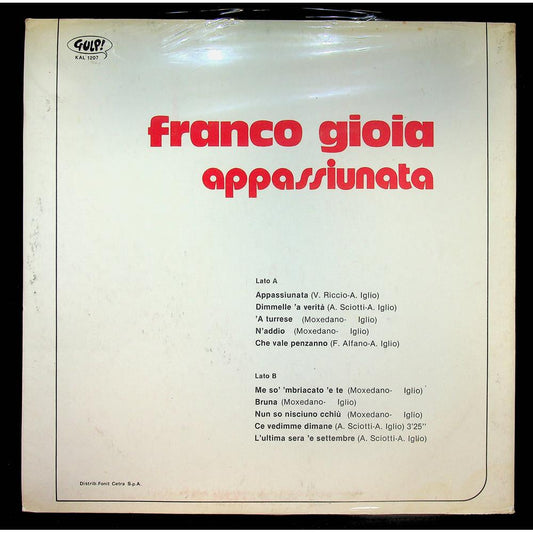 GULP!
KAL 1207
franco gioia
appassiunata
Lato A
Appassiunata (V. Riccio-A. Iglio)
Dimmelle 'a verità (A. Sciotti-A. Iglio)
'A turrese (Moxedano- Iglio)
N'addio (Moxedano- Iglio)
Che vale penzanno (F. Alfano-A. Iglio)
Lato B
Me so' 'mbriacato 'e te (Moxedano- Iglio)
Bruna (Moxedano- Iglio)
Nun so nisciuno cchiù (Moxedano- Iglio)
Ce vedimme dimane (A. Sciotti-A. Iglio) 3'25"
L'ultima sera 'e settembre (A. Sciotti-A. Iglio)
Distrib. Fonit Cetra S.p.A.